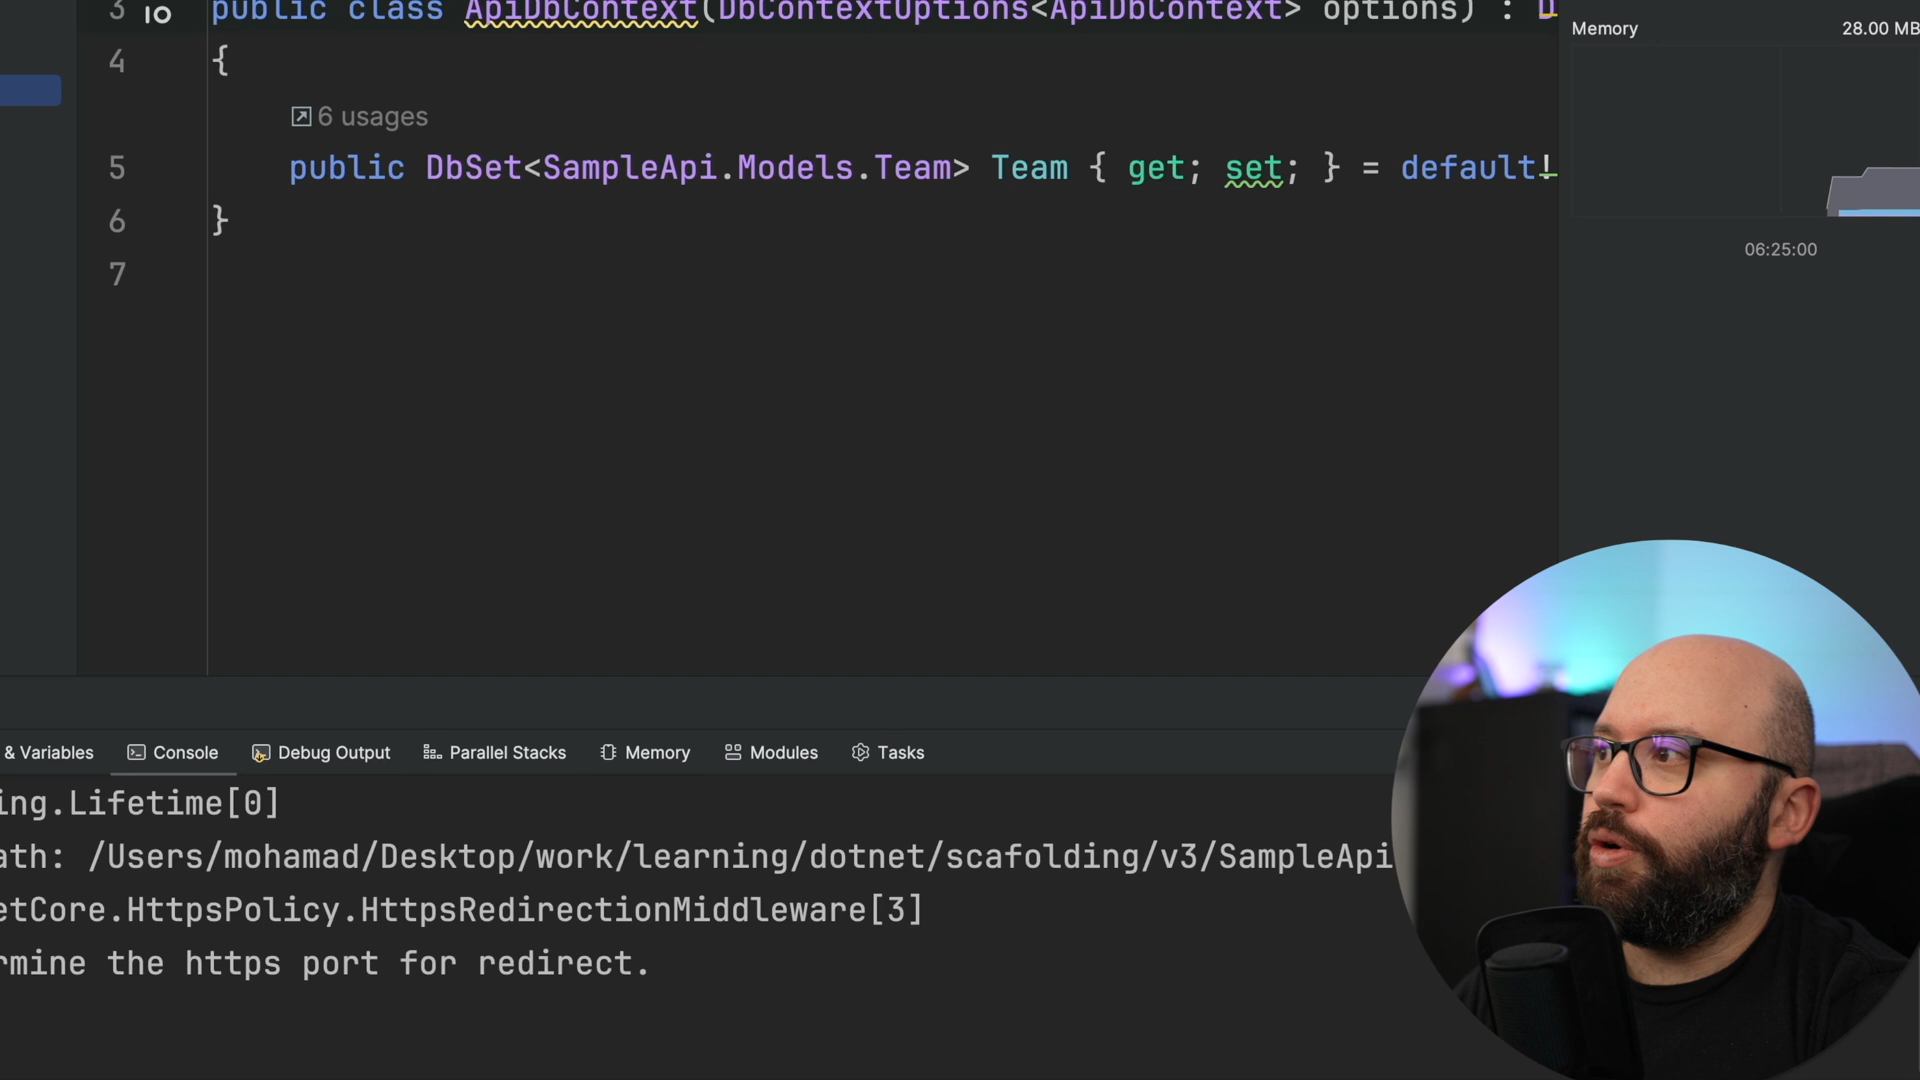 3 public class ApiDbContext(DbContextOptions<ApiDbContext> options) :
Memory 28.00 MB
4 {
6 usages
5 public DbSet<SampleApi.Models.Team> Team { get; set; } = default!
6 }
06:25:00
7
& Variables Console Debug Output Parallel Stacks Memory Modules Tasks
ing.Lifetime[0]
ath: /Users/mohamad/Desktop/work/learning/dotnet/scafolding/v3/SampleApi
etCore.HttpsPolicy.HttpsRedirectionMiddleware[3]
rmine the https port for redirect.